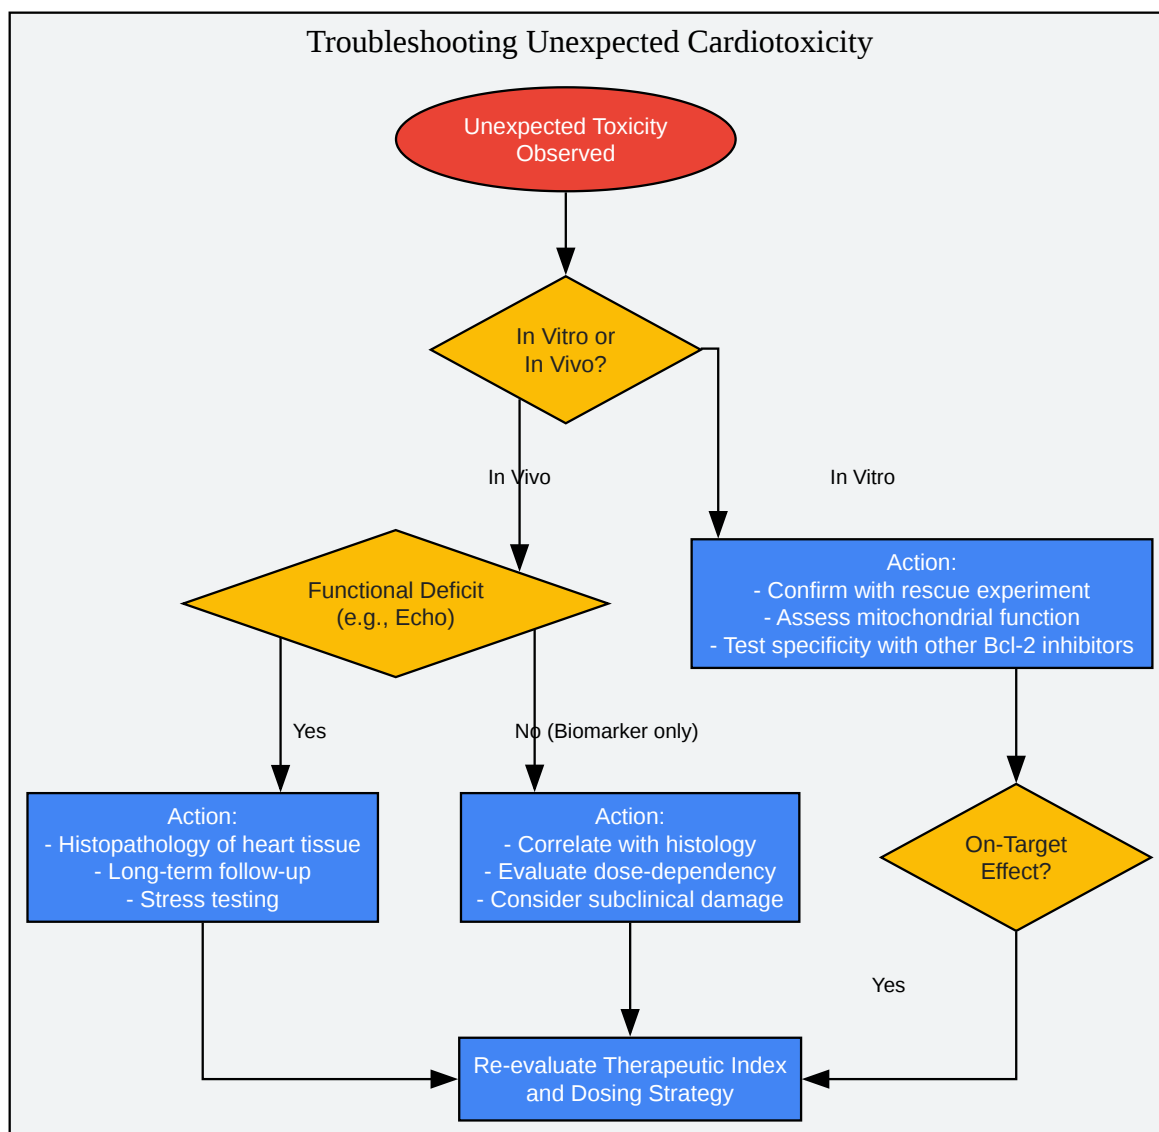 Troubleshooting Unexpected Cardiotoxicity
Unexpected Toxicity
Observed
In Vitro or
In Vivo?
In Vivo
In Vitro
Functional Deficit
(e.g., Echo)
Action:
- Confirm with rescue experiment
- Assess mitochondrial function
- Test specificity with other Bcl-2 inhibitors
Yes
No (Biomarker only)
Action:
- Histopathology of heart tissue
- Long-term follow-up
- Stress testing
Action:
- Correlate with histology
- Evaluate dose-dependency
- Consider subclinical damage
On-Target
Effect?
Yes
Re-evaluate Therapeutic Index
and Dosing Strategy